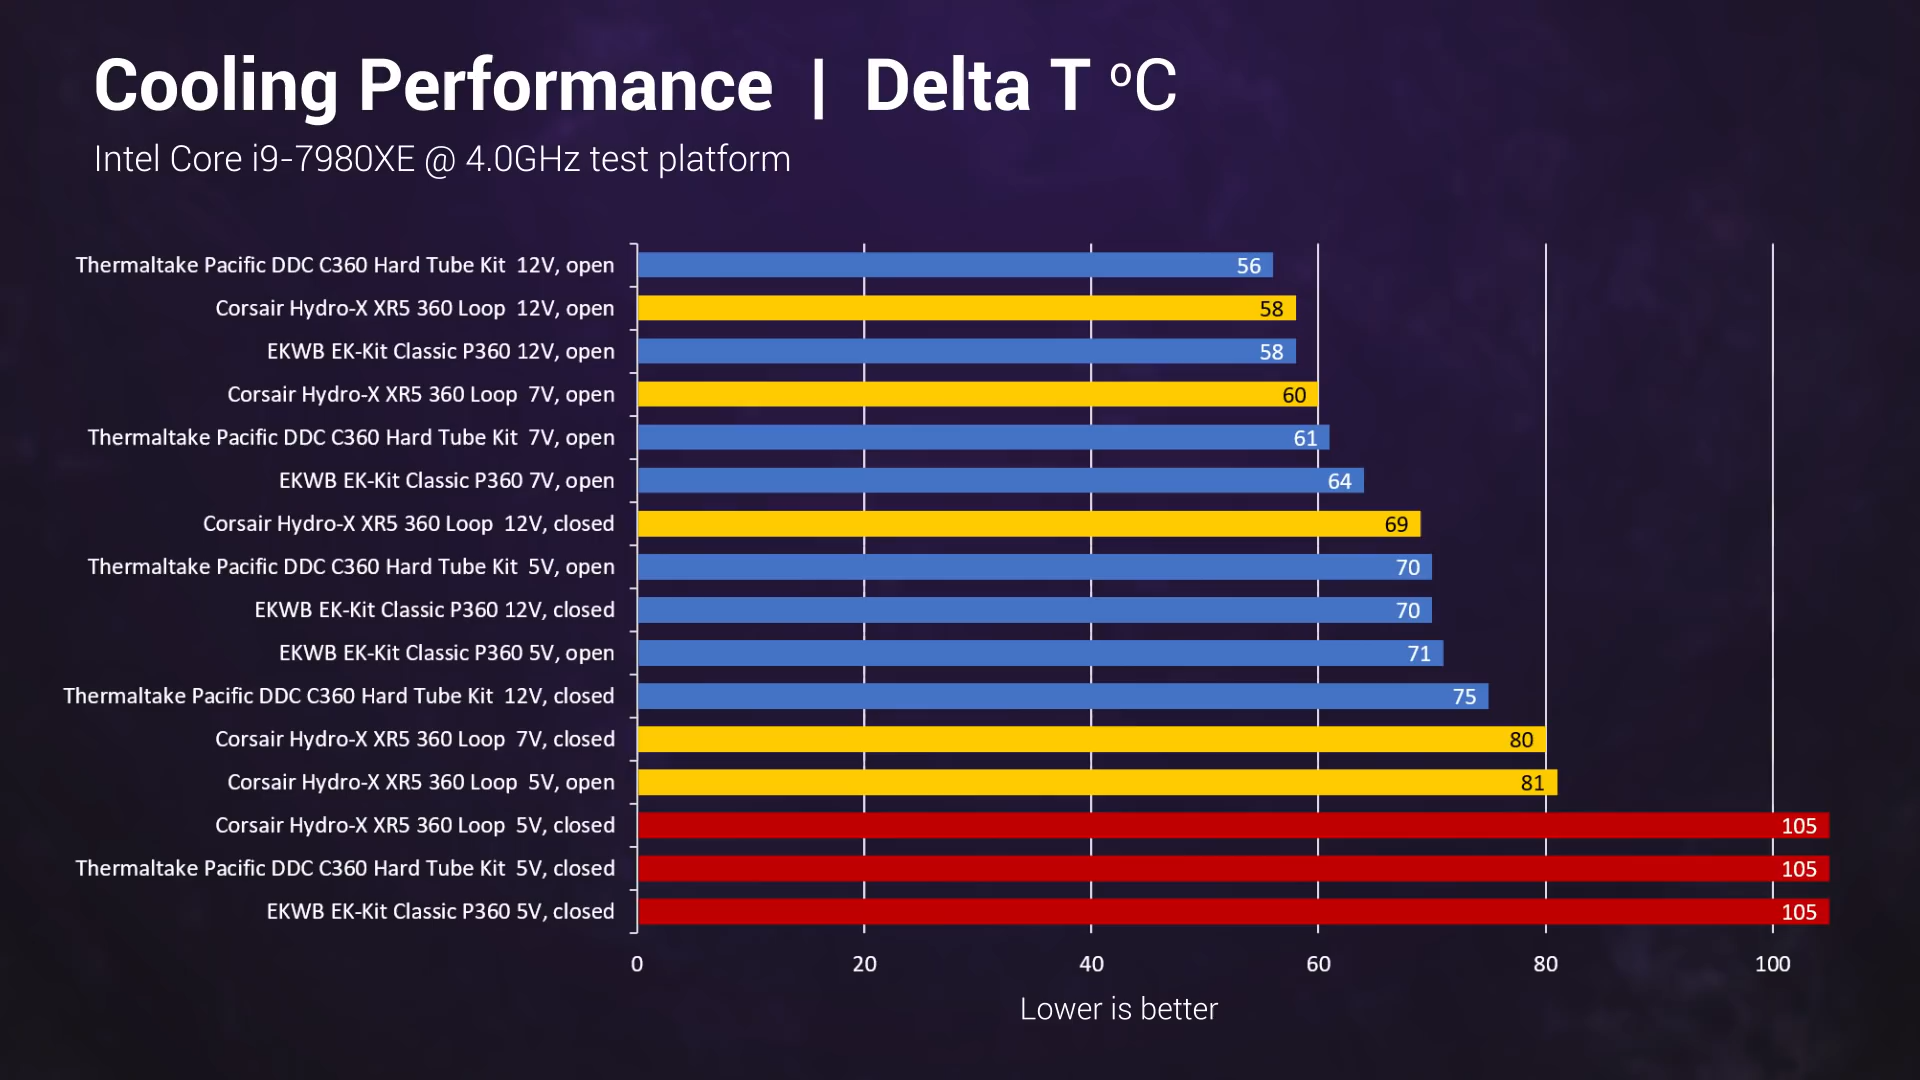 Cooling Performance | Delta T ºC
Intel Core i9-7980XE @ 4.0GHz test platform
Thermaltake Pacific DDC C360 Hard Tube Kit 12V, open 56
Corsair Hydro-X XR5 360 Loop 12V, open 58
EKWB EK-Kit Classic P360 12V, open 58
Corsair Hydro-X XR5 360 Loop 7V, open 60
Thermaltake Pacific DDC C360 Hard Tube Kit 7V, open 61
EKWB EK-Kit Classic P360 7V, open 64
Corsair Hydro-X XR5 360 Loop 12V, closed 69
Thermaltake Pacific DDC C360 Hard Tube Kit 5V, open 70
EKWB EK-Kit Classic P360 12V, closed 70
EKWB EK-Kit Classic P360 5V, open 71
Thermaltake Pacific DDC C360 Hard Tube Kit 12V, closed 75
Corsair Hydro-X XR5 360 Loop 7V, closed 80
Corsair Hydro-X XR5 360 Loop 5V, open 81
Corsair Hydro-X XR5 360 Loop 5V, closed 105
Thermaltake Pacific DDC C360 Hard Tube Kit 5V, closed 105
EKWB EK-Kit Classic P360 5V, closed 105
0 20 40 60 80 100
Lower is better